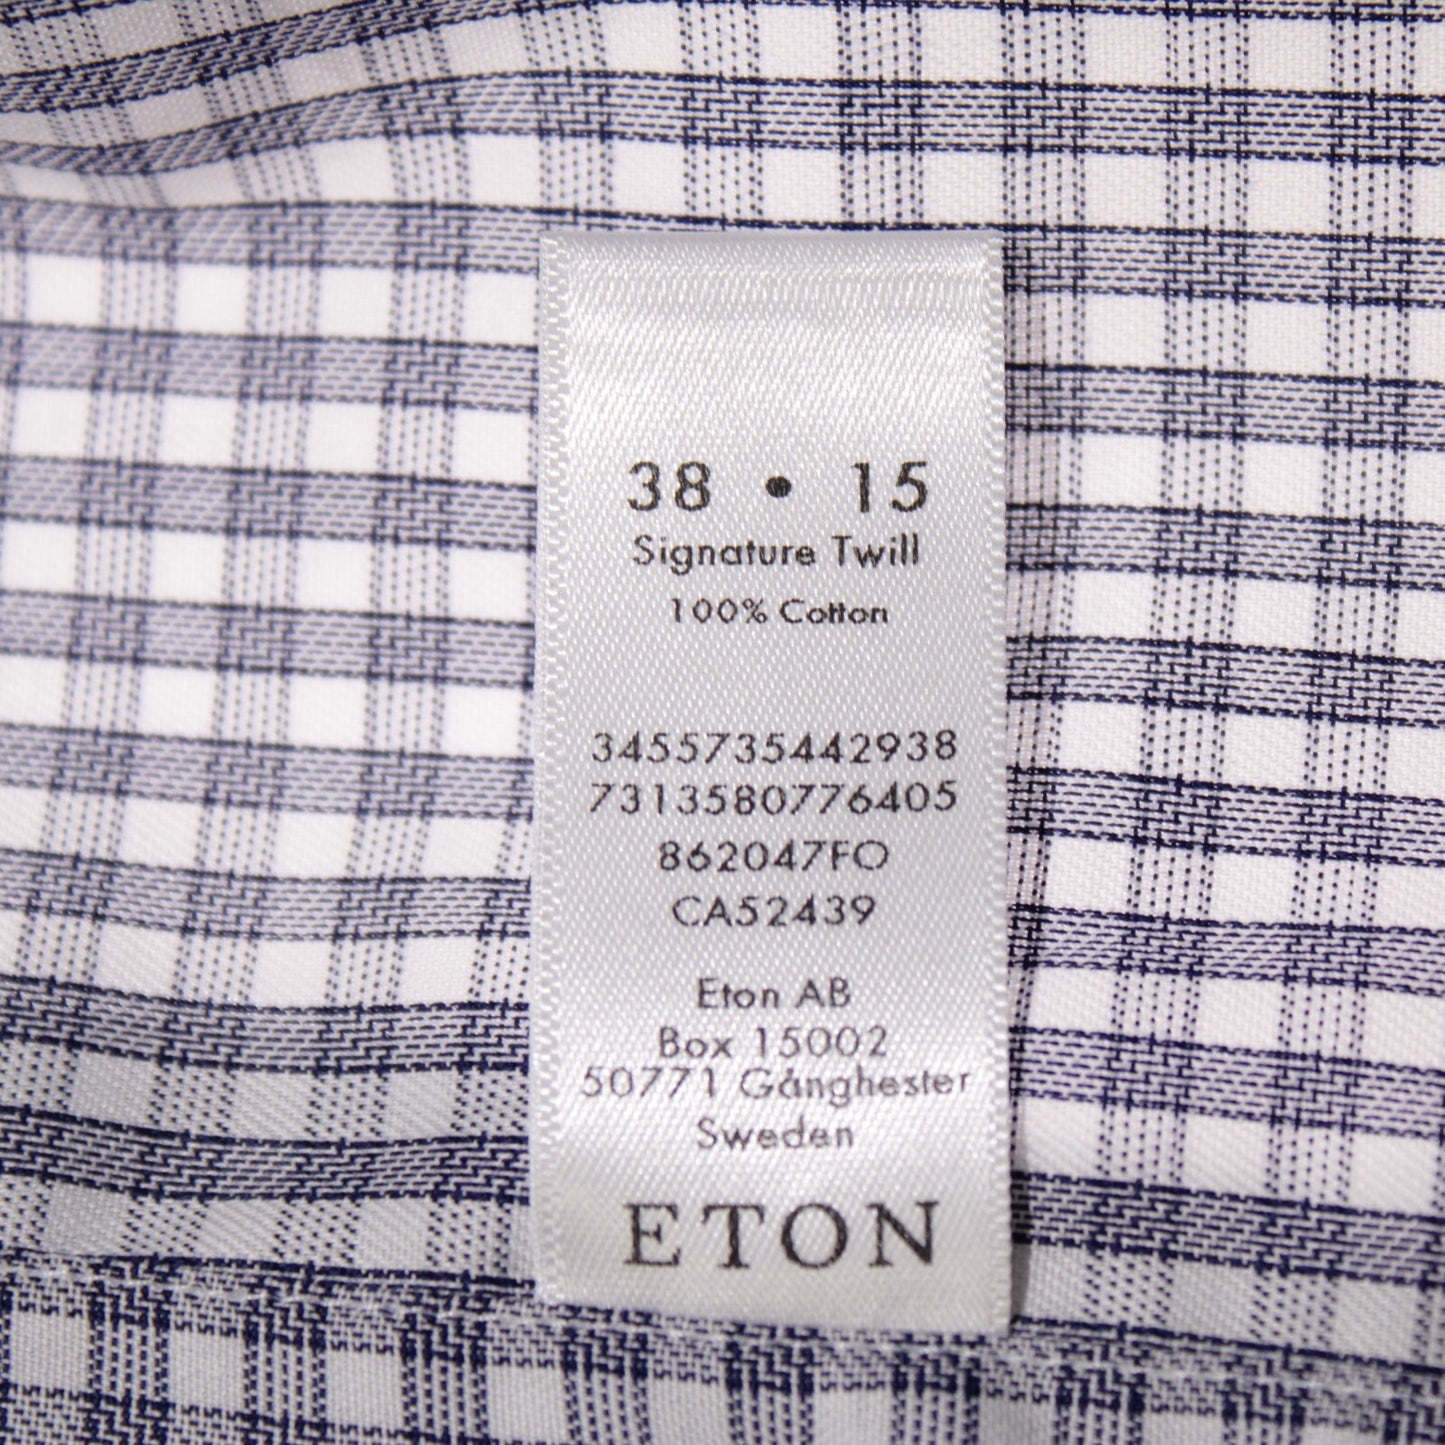 38 • 15
Signature Twill
100% Cotton
3455735442938
7313580776405
862047FO
CA52439
Eton AB
Box 15002
50771 Gånghester
Sweden
ETON